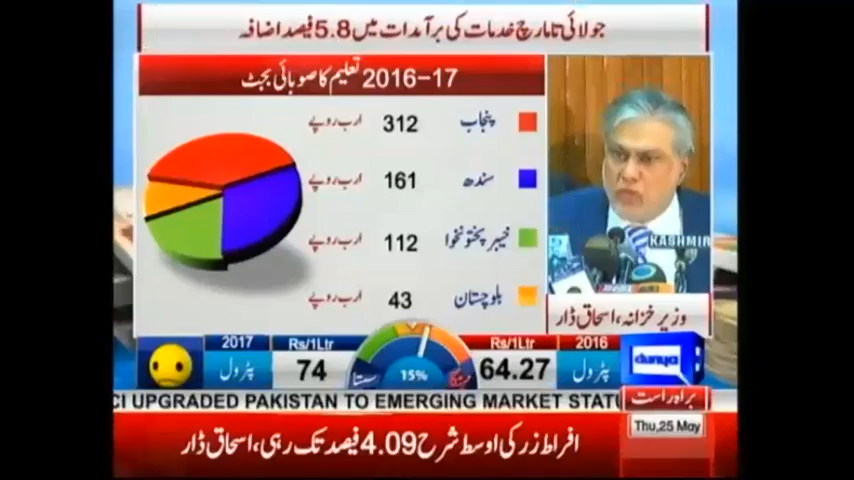 جولائی تا مارچ خدمات کی برآمدات میں 5.8 فیصد اضافہ
2016-17 تعلیم کا صوبائی بجٹ
پنجاب 312 ارب روپے
سندھ 161 ارب روپے
خیبر پختونخوا 112 ارب روپے
بلوچستان 43 ارب روپے
KASHMIR
وزیر خزانہ، اسحاق ڈار
2017 Rs/1Ltr Rs/1Ltr 2016
پٹرول 74 سستا 15% مہنگا 64.27 پٹرول
dunya
CI UPGRADED PAKISTAN TO EMERGING MARKET STATU
براہ راست
Thu,25 May
افراط زر کی اوسط شرح 4.09 فیصد تک رہی، اسحاق ڈار